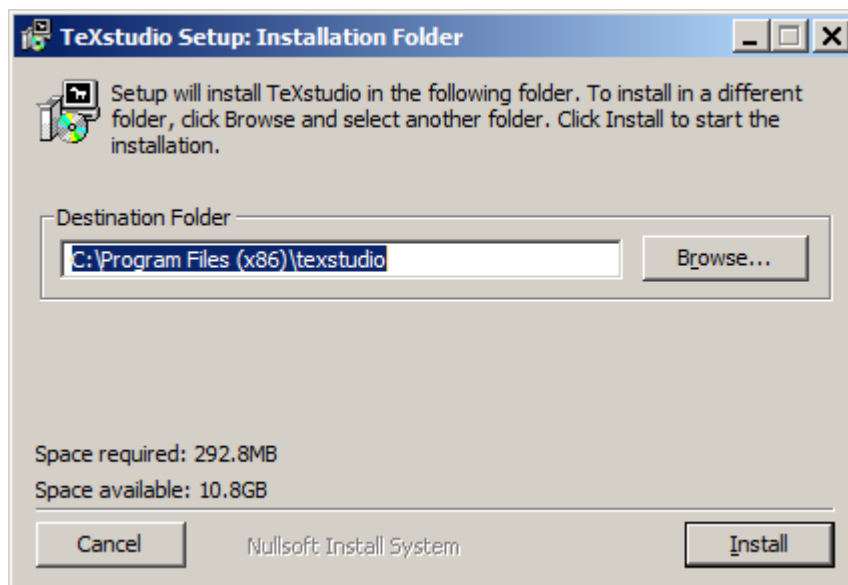 TeXstudio Setup: Installation Folder
Setup will install TeXstudio in the following folder. To install in a different
folder, click Browse and select another folder. Click Install to start the
installation.
Destination Folder
C:\Program Files (x86)\texstudio
Browse...
Space required: 292.8MB
Space available: 10.8GB
Cancel
Nullsoft Install System
Install